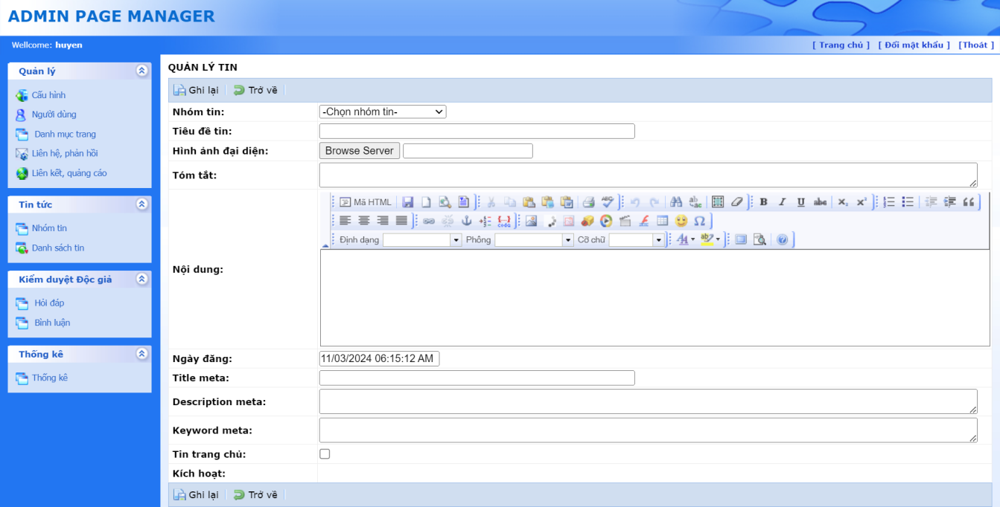 ADMIN PAGE MANAGER
Wellcome: huyen
[ Trang chủ ] [ Đổi mật khẩu ] [Thoát ]
Quản lý
Cấu hình
Người dùng
Danh mục trang
Liên hệ, phản hồi
Liên kết, quảng cáo
Tin tức
Nhóm tin
Danh sách tin
Kiểm duyệt Độc giả
Hỏi đáp
Bình luận
Thống kê
Thống kê
QUẢN LÝ TIN
Ghi lại Trở về
Nhóm tin: -Chọn nhóm tin-
Tiêu đề tin:
Hình ảnh đại diện: Browse Server
Tóm tắt:
Mã HTML
Định dạng Phông Cỡ chữ
Nội dung:
Ngày đăng: 11/03/2024 06:15:12 AM
Title meta:
Description meta:
Keyword meta:
Tin trang chủ:
Kích hoạt:
Ghi lại Trở về